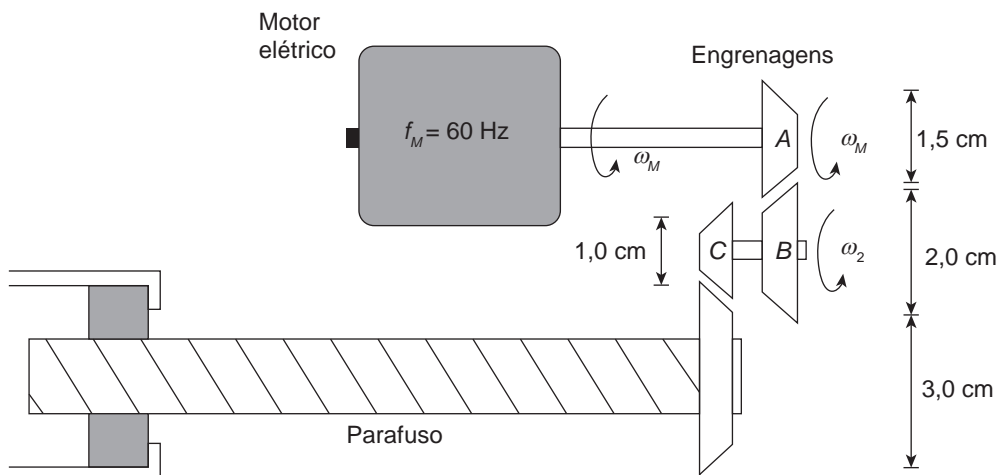 Motor
elétrico
Engrenagens
f_M = 60 Hz
A
ω_M
ω_M
1,5 cm
1,0 cm
C
B
ω_2
2,0 cm
3,0 cm
Parafuso